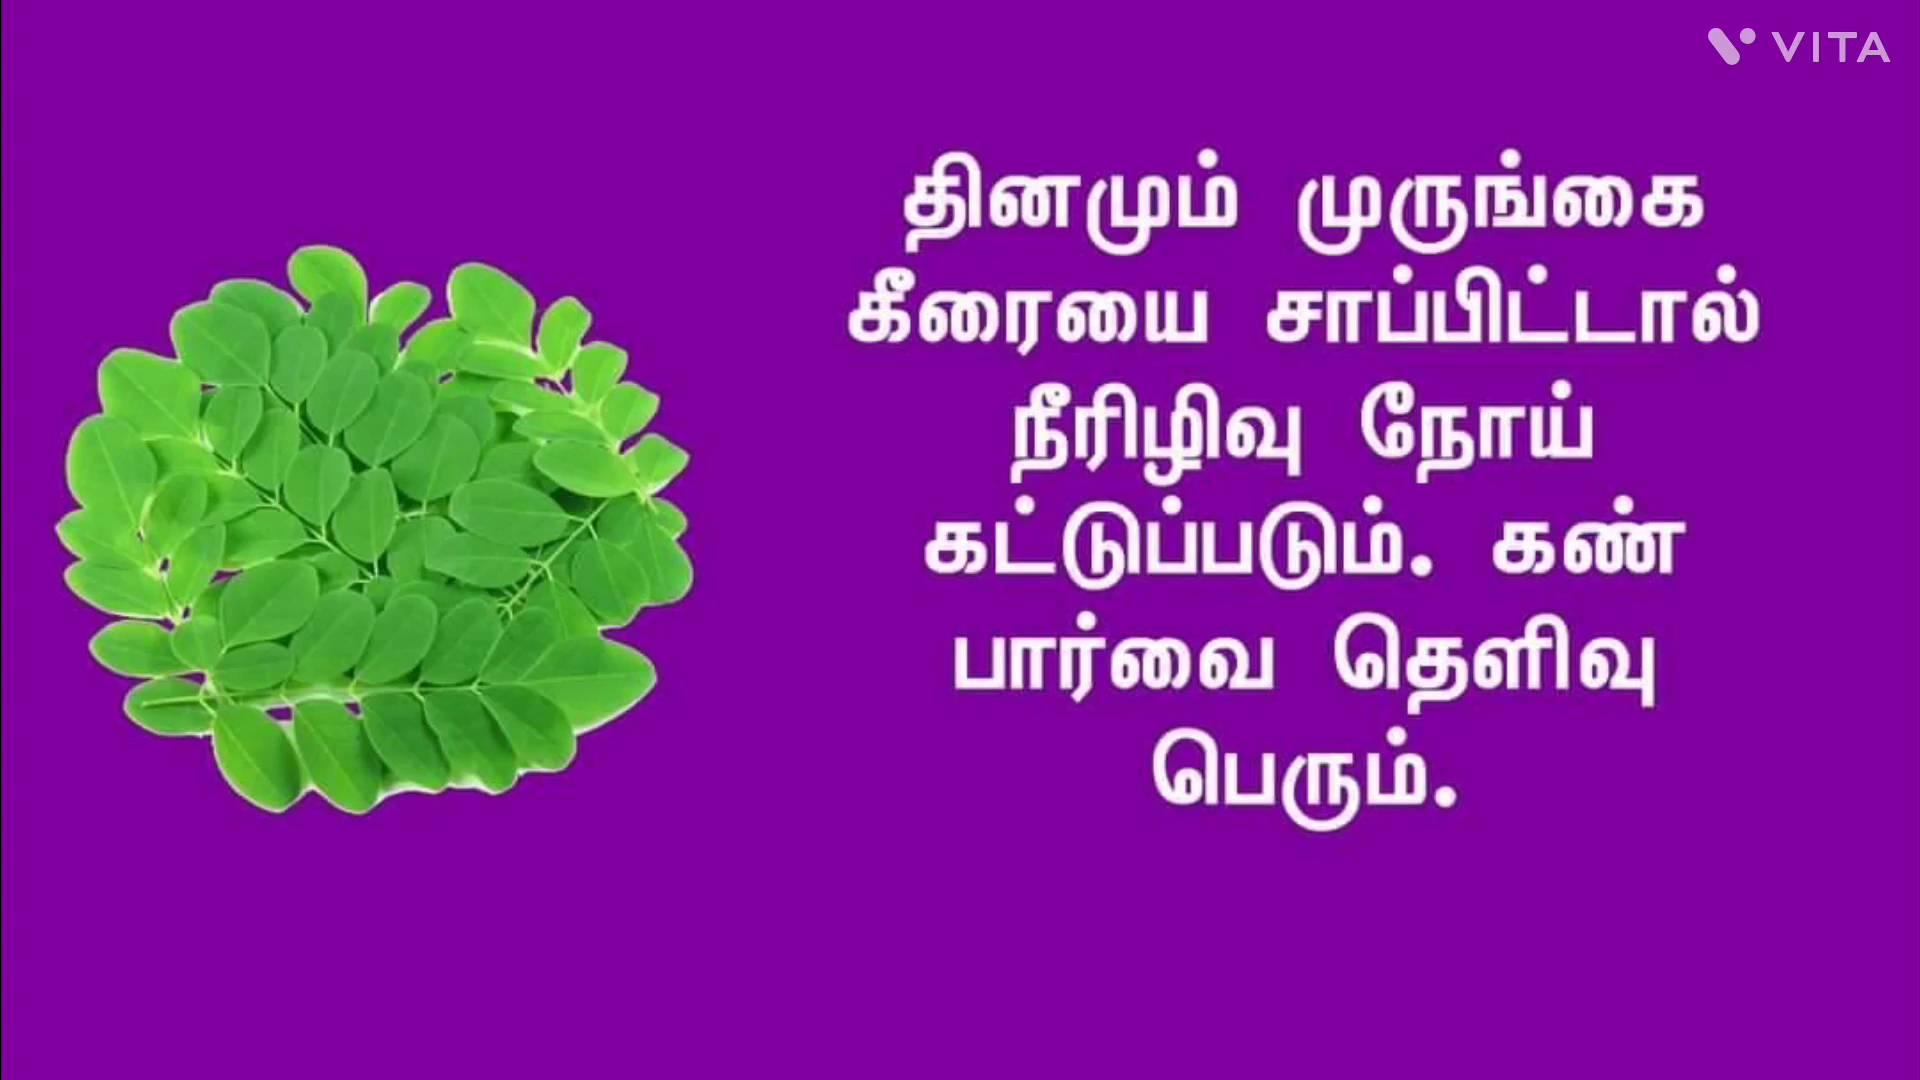 VITA
தினமும் முருங்கை
கீரையை சாப்பிட்டால்
நீரிழிவு நோய்
கட்டுப்படும். கண்
பார்வை தெளிவு
பெரும்.